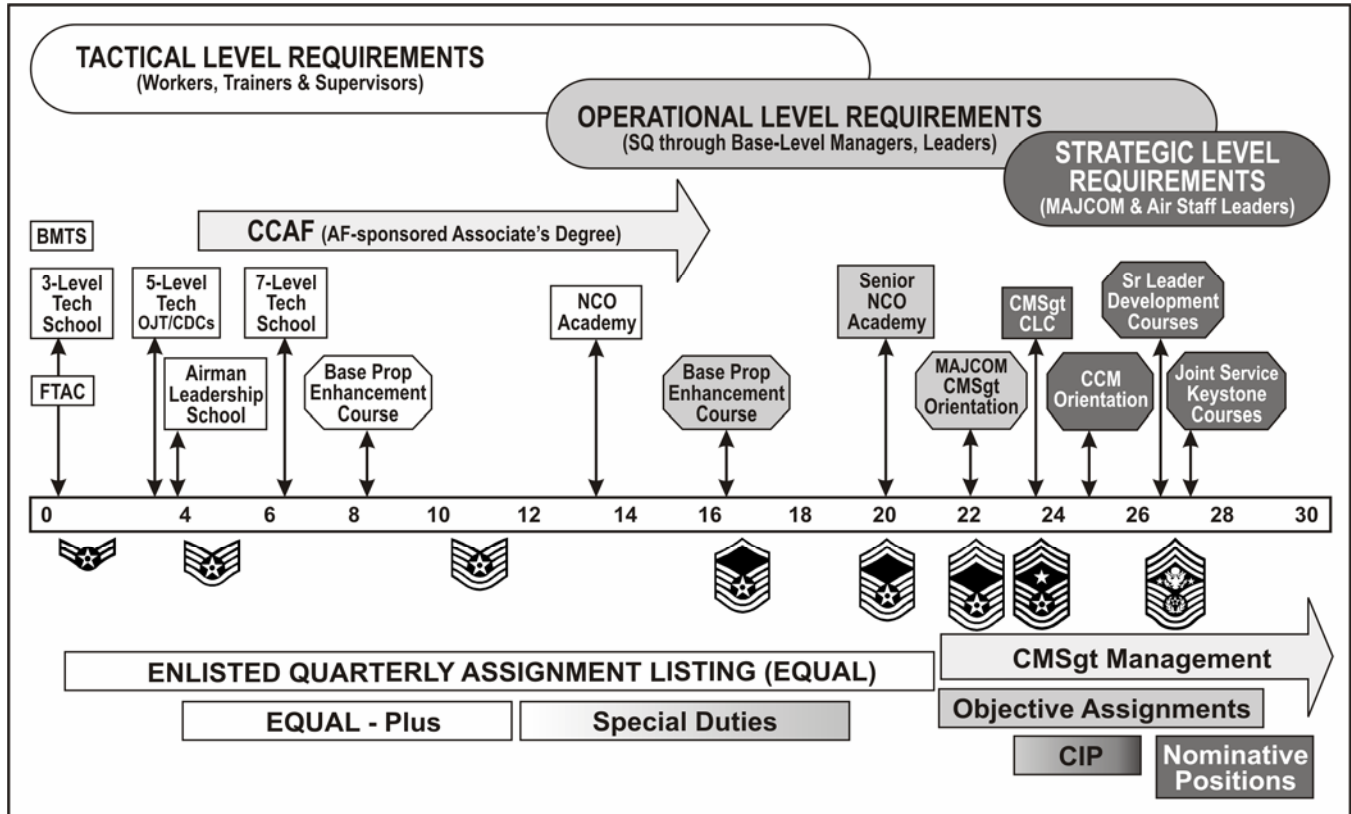 TACTICAL LEVEL REQUIREMENTS
(Workers, Trainers & Supervisors)
OPERATIONAL LEVEL REQUIREMENTS
(SQ through Base-Level Managers, Leaders)
STRATEGIC LEVEL
REQUIREMENTS
(MAJCOM & Air Staff Leaders)
CCAF (AF-sponsored Associate's Degree)
BMTS
3-Level
Tech
School
FTAC
5-Level
Tech
OJT/CDCs
Airman
Leadership
School
7-Level
Tech
School
Base Prop
Enhancement
Course
NCO
Academy
Base Prop
Enhancement
Course
Senior
NCO
Academy
MAJCOM
CMSgt
Orientation
CMSgt
CLC
CCM
Orientation
Sr Leader
Development
Courses
Joint Service
Keystone
Courses
0 4 6 8 10 12 14 16 18 20 22 24 26 28 30
ENLISTED QUARTERLY ASSIGNMENT LISTING (EQUAL)
CMSgt Management
EQUAL - Plus
Special Duties
Objective Assignments
CIP
Nominative
Positions